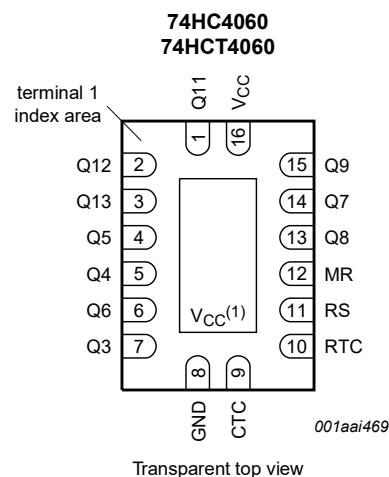 74HC4060
74HCT4060
terminal 1
index area
Q11
VCC
1
16
Q12 2
15 Q9
Q13 3
14 Q7
Q5 4
13 Q8
Q4 5
12 MR
Q6 6
11 RS
VCC(1)
Q3 7
10 RTC
8
9
GND
CTC
001aai469
Transparent top view